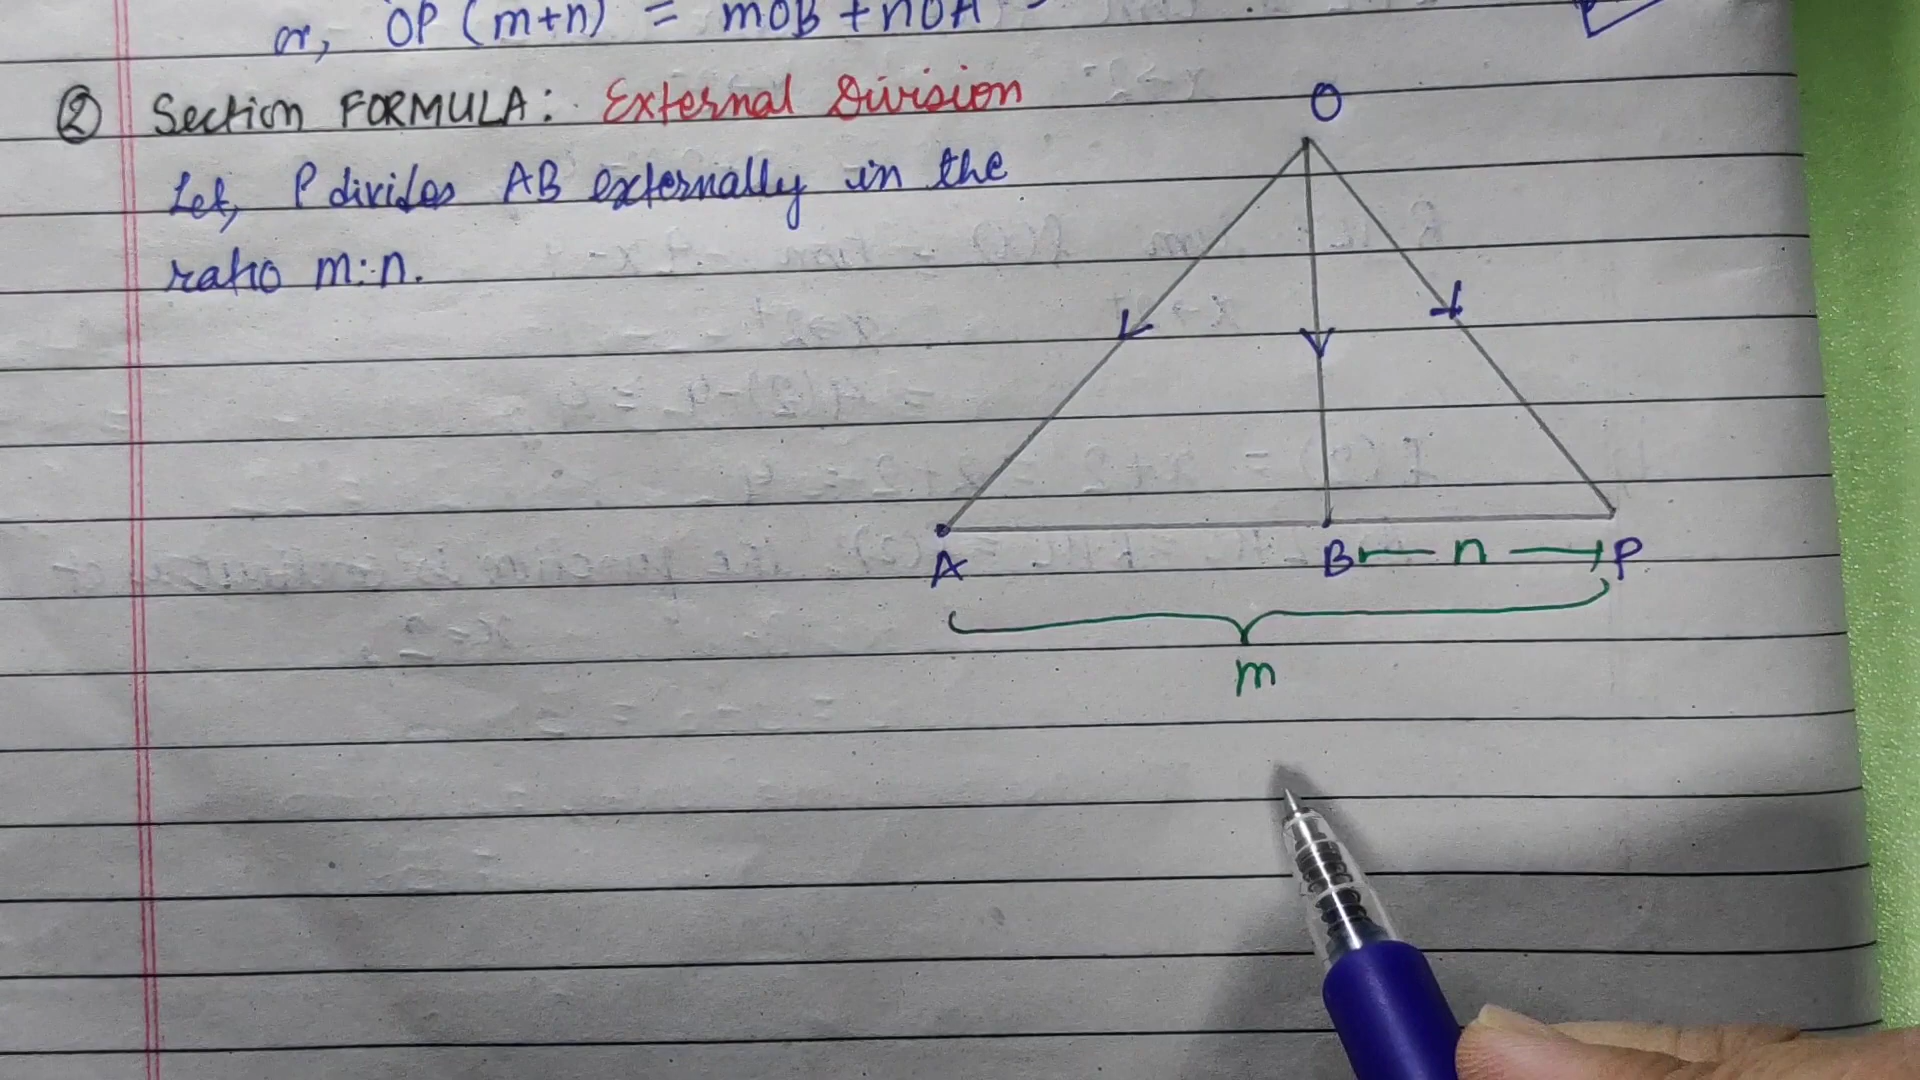 or, OP (m+n) = mOB + nOA
② Section FORMULA: External Division
Let, P divides AB externally in the
ratio m:n.
O
A
B n P
m